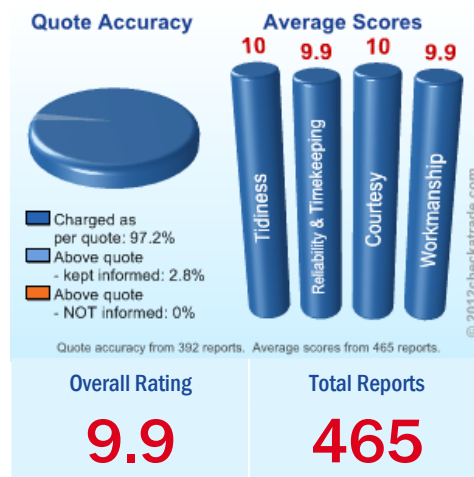 Quote Accuracy
Average Scores
10
9.9
10
9.9
Tidiness
Reliability & Timekeeping
Courtesy
Workmanship
Charged as
per quote: 97.2%
Above quote
- kept informed: 2.8%
Above quote
- NOT informed: 0%
© 2012checkatrade.com
Quote accuracy from 392 reports. Average scores from 465 reports.
Overall Rating
Total Reports
9.9
465